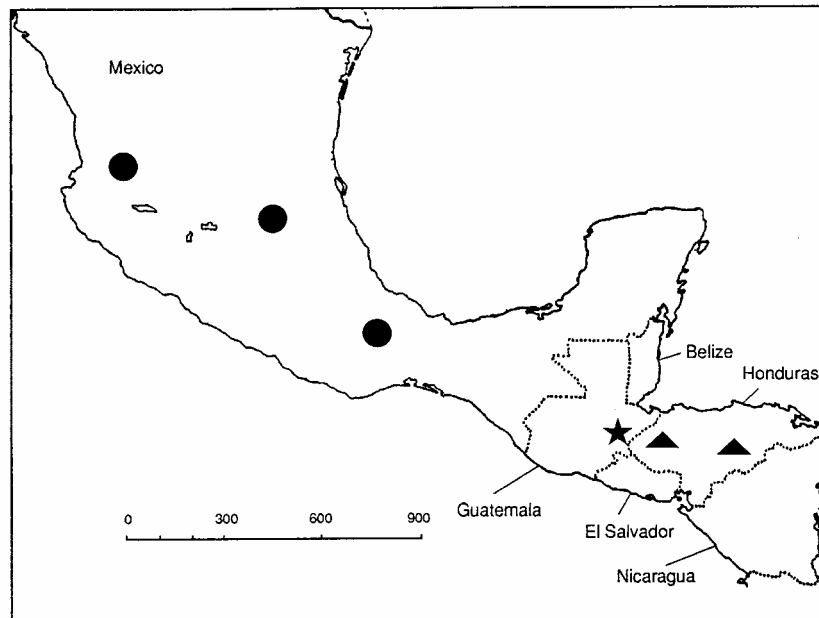 Mexico
Belize
Honduras
Guatemala
El Salvador
Nicaragua
0 300 600 900